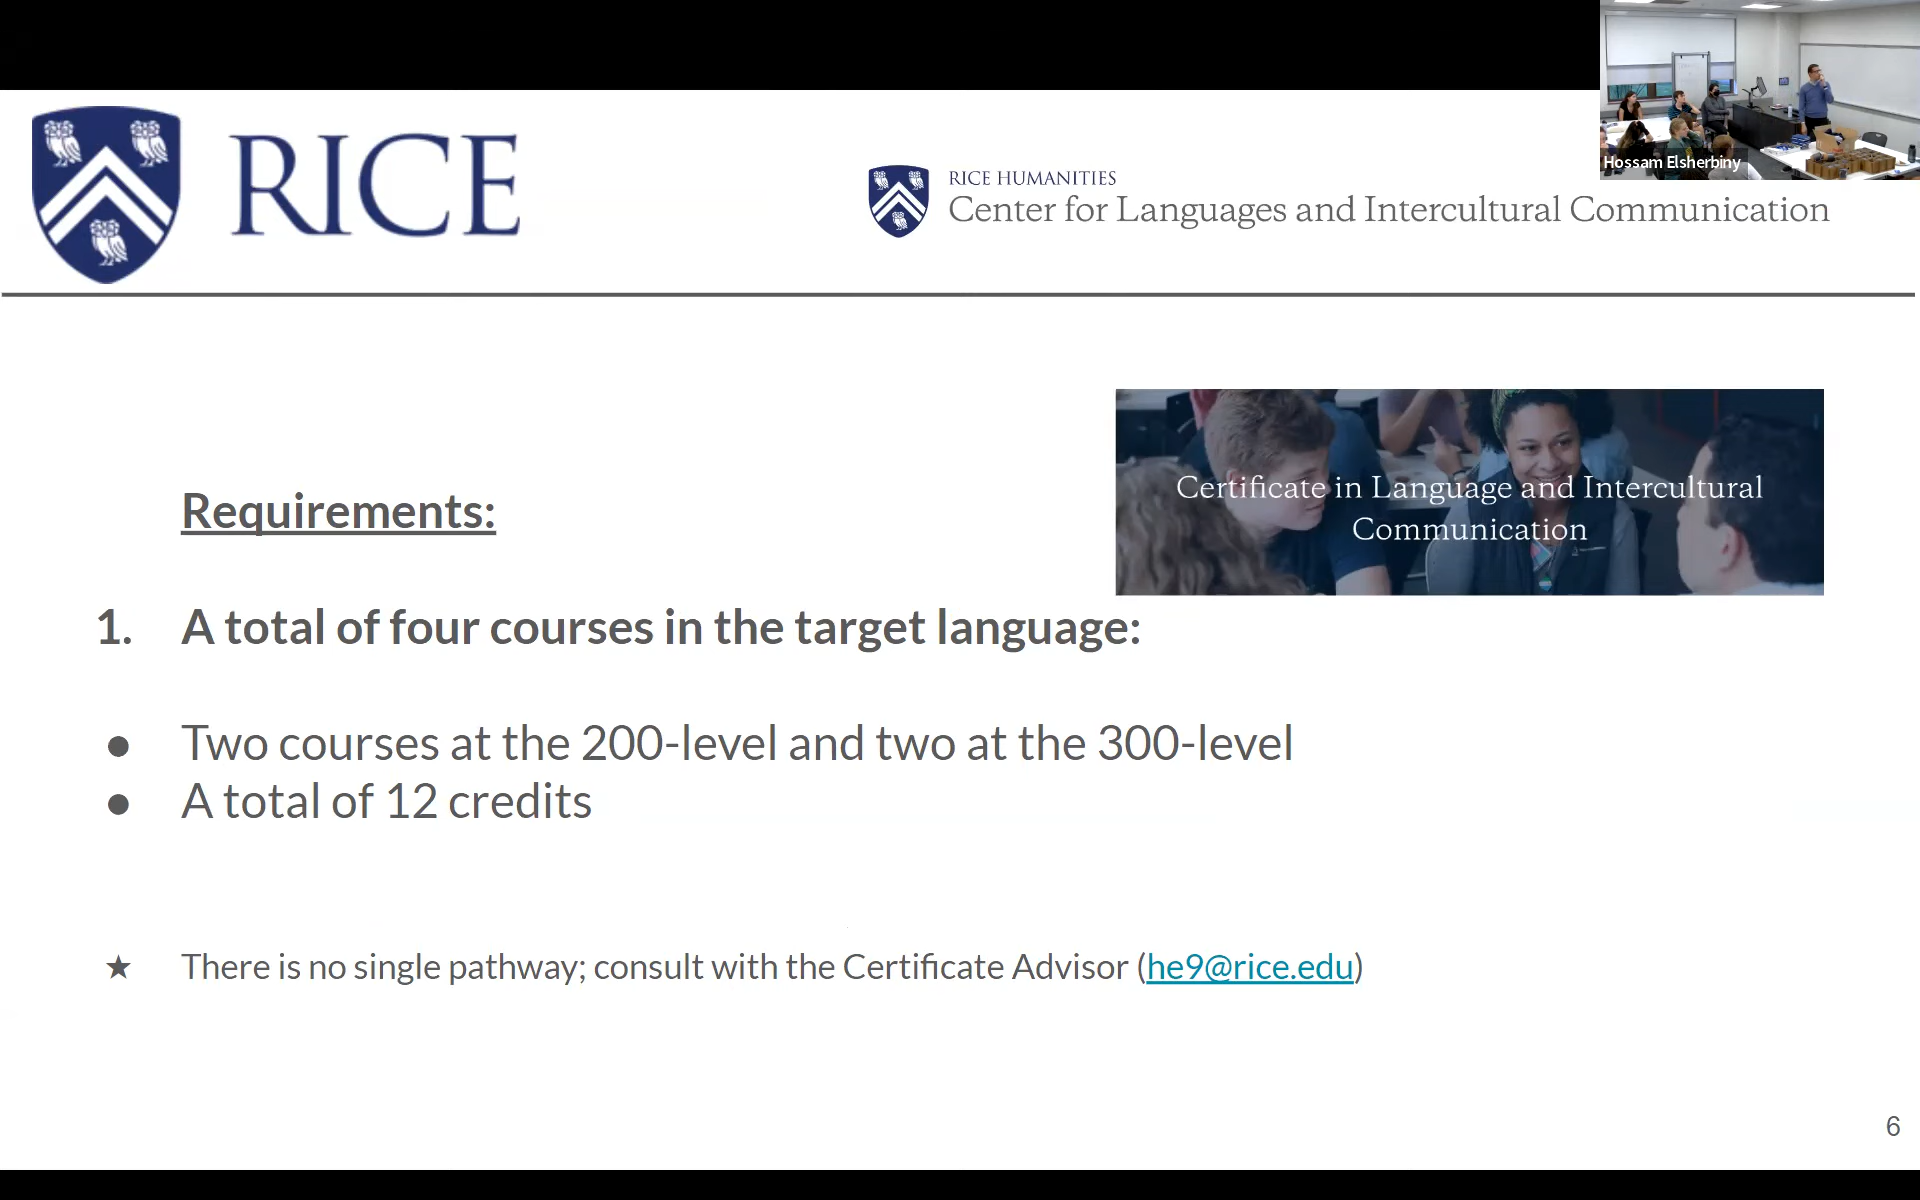 Hossam Elsherbiny
RICE
RICE HUMANITIES
Center for Languages and Intercultural Communication
Certificate in Language and Intercultural
Communication
Requirements:
1. A total of four courses in the target language:
● Two courses at the 200-level and two at the 300-level
● A total of 12 credits
★ There is no single pathway; consult with the Certificate Advisor (he9@rice.edu)
6